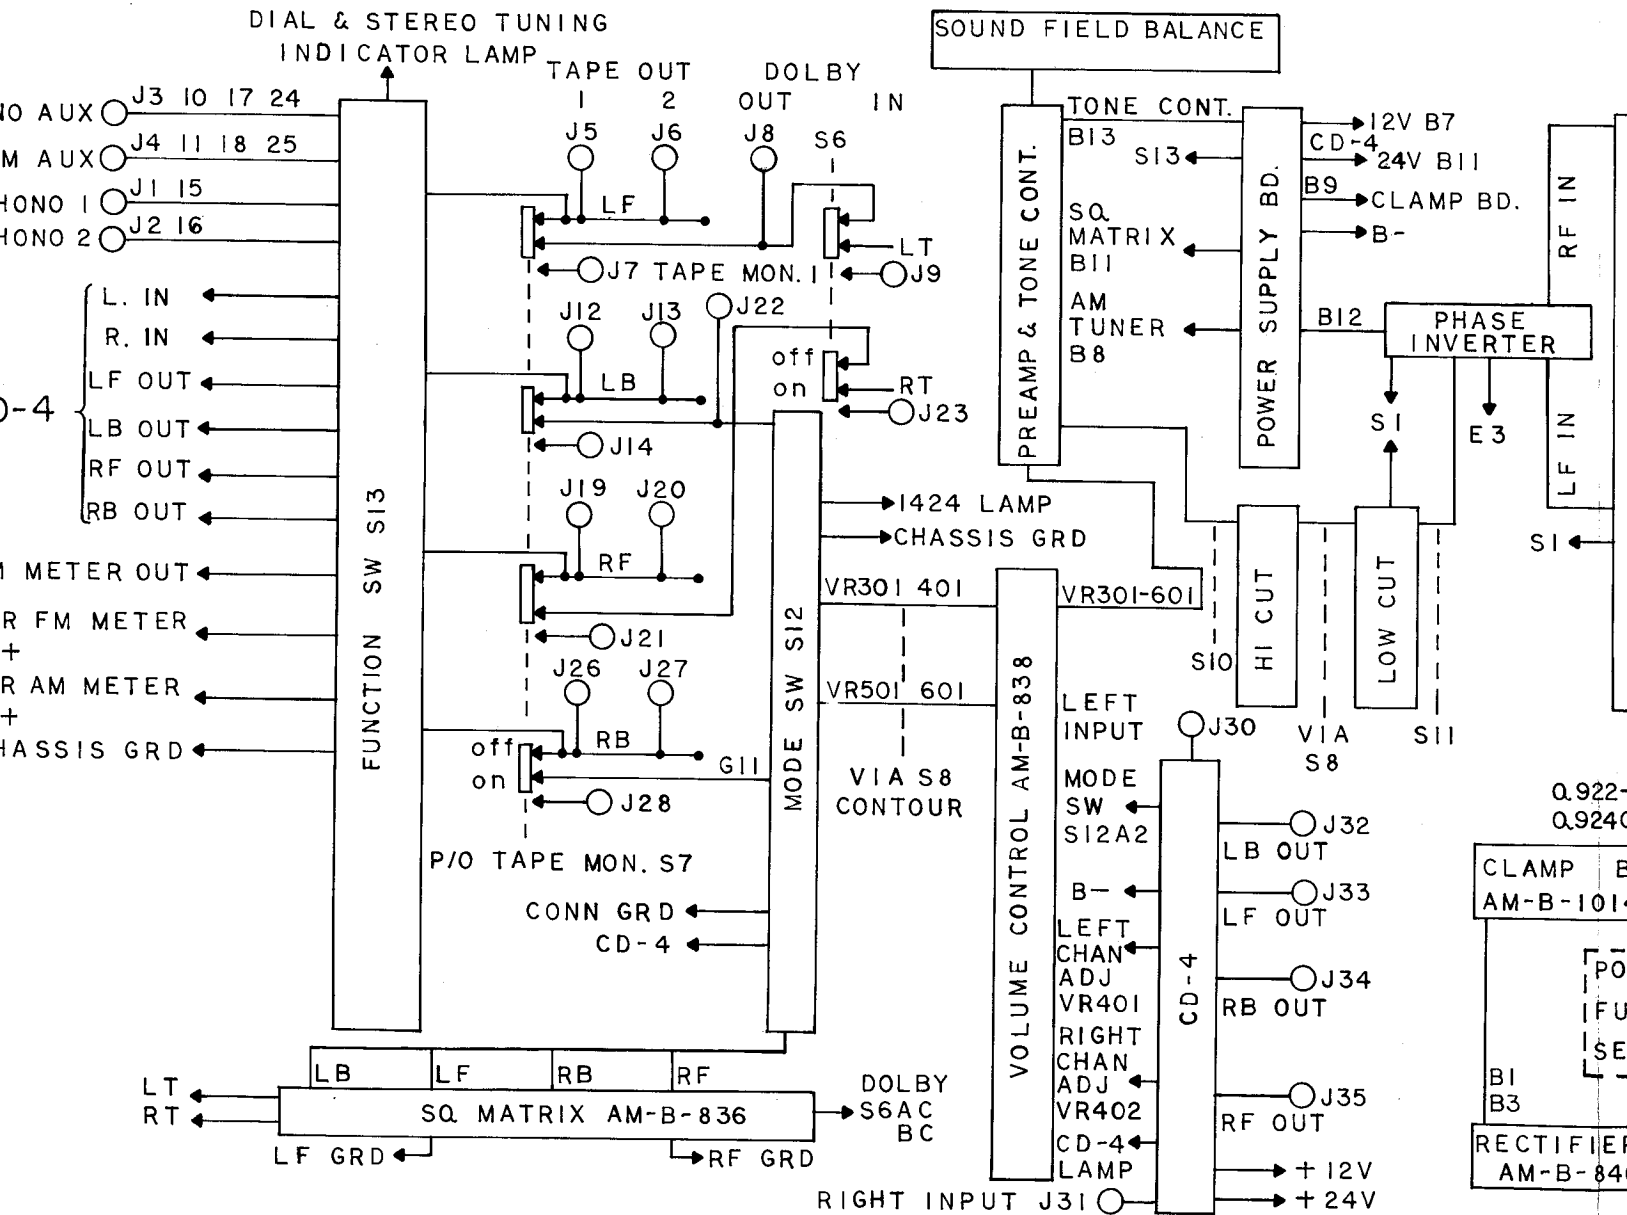 DIAL & STEREO TUNING
INDICATOR LAMP
TAPE OUT
1 2
DOLBY
OUT IN
SOUND FIELD BALANCE
NO AUX
J3 10 17 24
M AUX
J4 11 18 25
HONO 1
J1 15
HONO 2
J2 16
J5
J6
J8
S6
LF
LT
J7 TAPE MON. 1
J9
L. IN
R. IN
LF OUT
D-4
LB OUT
RF OUT
RB OUT
M METER OUT
R FM METER
+
R AM METER
+
HASSIS GRD
FUNCTION SW S13
J12
J13
J22
LB
off
on
RT
J23
J14
J19
J20
RF
J21
J26
J27
off
on
RB
G11
J28
P/O TAPE MON. S7
CONN GRD
CD-4
MODE SW S12
1424 LAMP
CHASSIS GRD
VR301 401
VR501 601
VIA S8
CONTOUR
LB
LF
RB
RF
LT
RT
SQ MATRIX AM-B-836
DOLBY
S6AC
BC
LF GRD
RF GRD
PREAMP & TONE CONT.
TONE CONT.
B13
S13
SQ
MATRIX
B11
AM
TUNER
B8
POWER SUPPLY BD.
12V B7
CD-4
24V B11
B9
CLAMP BD.
B-
B12
PHASE
INVERTER
RF IN
LF IN
S1
E3
S1
VOLUME CONTROL AM-B-838
VR301-601
S10
HI CUT
VIA
S8
LOW CUT
S11
LEFT
INPUT
J30
MODE
SW
S12A2
B-
LEFT
CHAN
ADJ
VR401
RIGHT
CHAN
ADJ
VR402
CD-4
LAMP
RIGHT INPUT J31
CD-4
J32
LB OUT
J33
LF OUT
J34
RB OUT
J35
RF OUT
+12V
+24V
Q922-
Q924
CLAMP B
AM-B-101
PO
FU
SE
B1
B3
RECTIFIER
AM-B-84